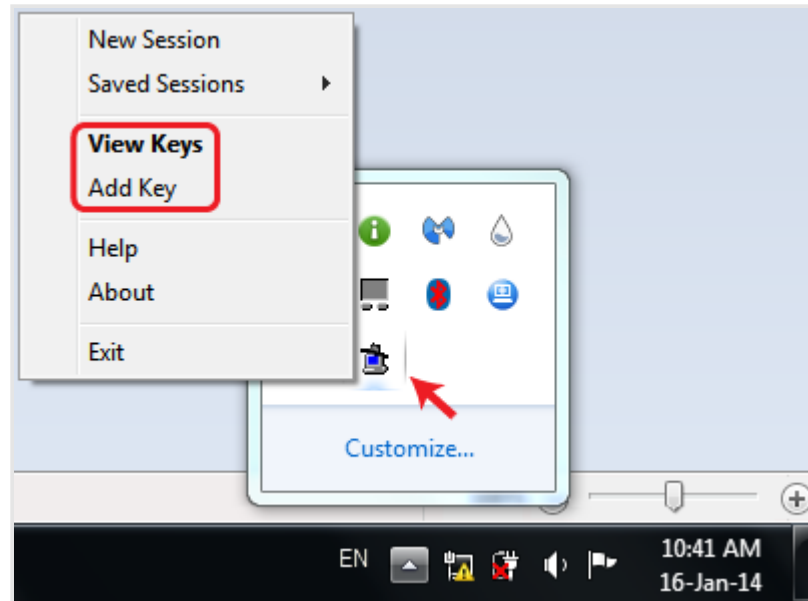 New Session
Saved Sessions
View Keys
Add Key
Help
About
Exit
Customize...
EN
10:41 AM
16-Jan-14